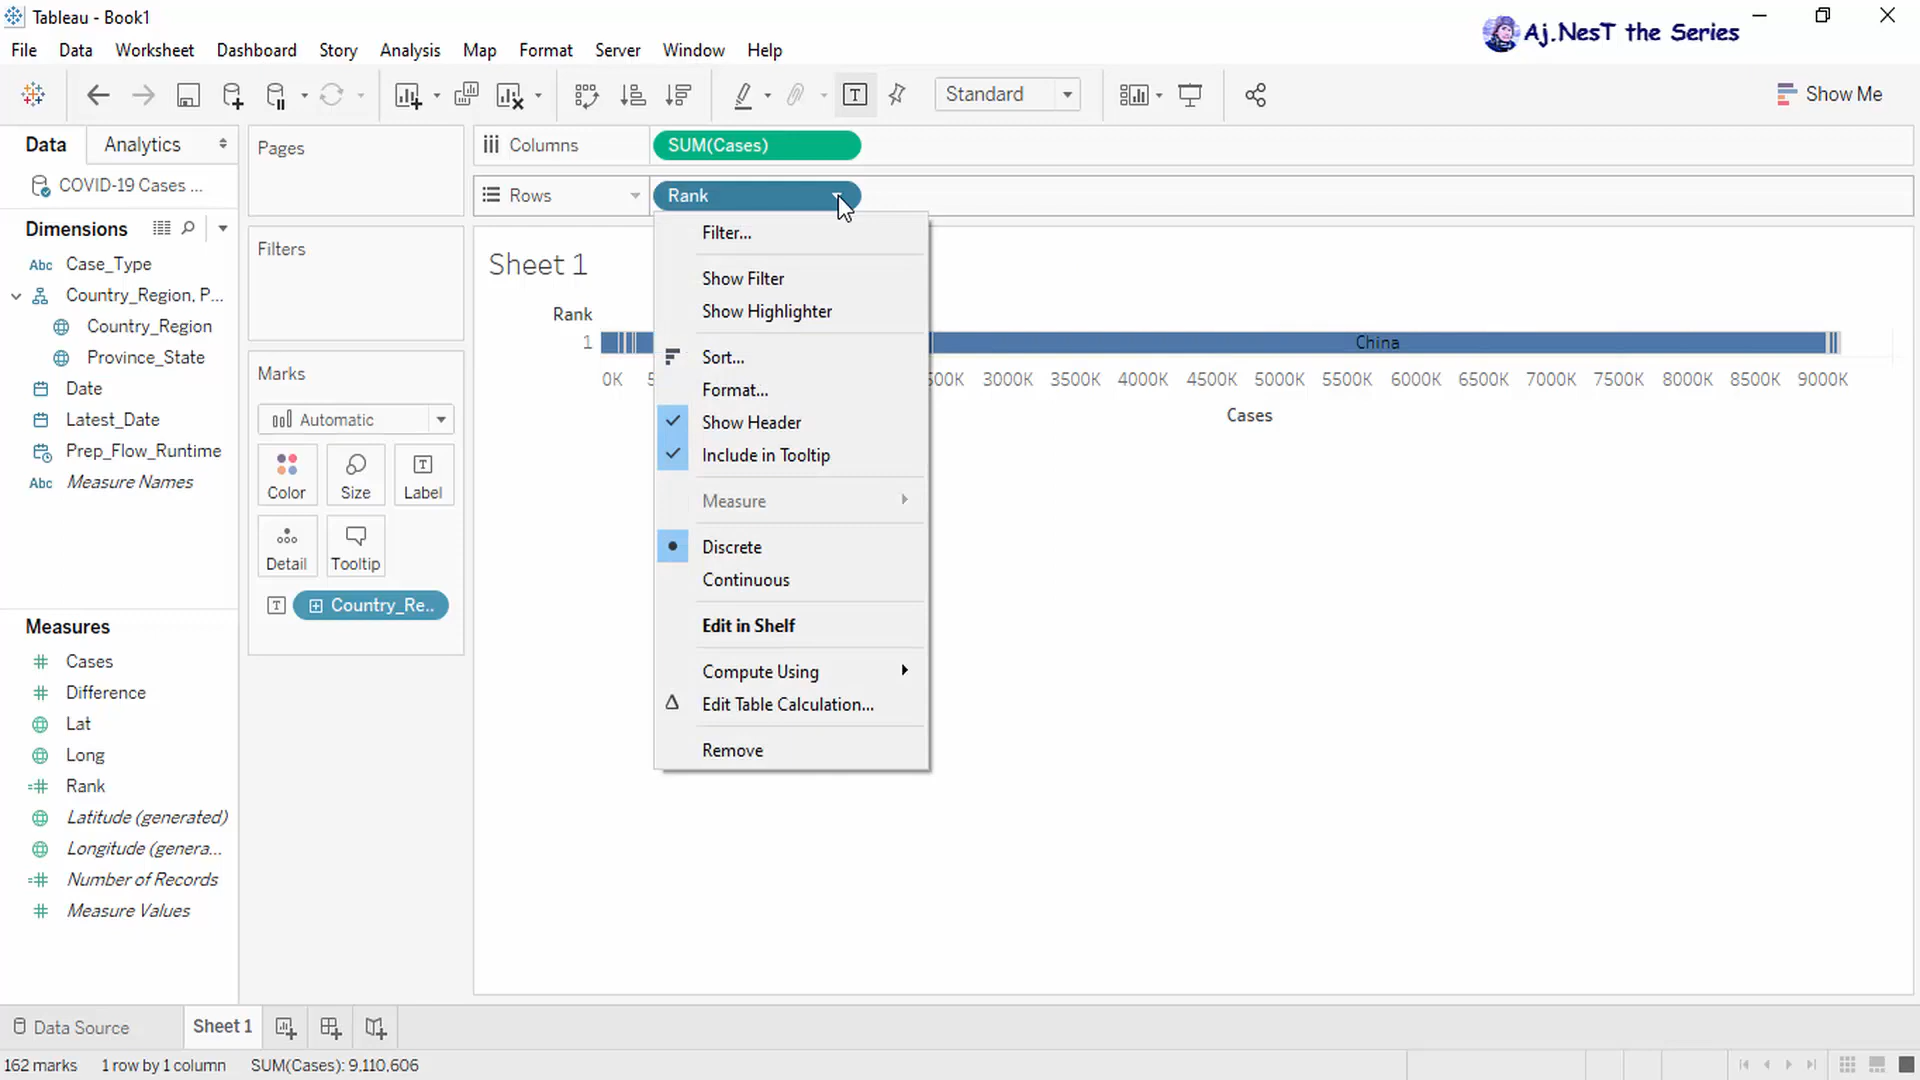 Tableau - Book1
Aj.NesT the Series
File Data Worksheet Dashboard Story Analysis Map Format Server Window Help
Standard
Show Me
Data
Analytics
COVID-19 Cases ...
Dimensions
Abc Case_Type
Country_Region, P...
Country_Region
Province_State
Date
Latest_Date
Prep_Flow_Runtime
Abc Measure Names
Measures
Cases
Difference
Lat
Long
Rank
Latitude (generated)
Longitude (genera...
Number of Records
Measure Values
Pages
Filters
Marks
Automatic
Color
Size
Label
Detail
Tooltip
Country_Re..
Columns
SUM(Cases)
Rows
Rank
Sheet 1
Rank
1
China
0K 5 500K 3000K 3500K 4000K 4500K 5000K 5500K 6000K 6500K 7000K 7500K 8000K 8500K 9000K
Cases
Filter...
Show Filter
Show Highlighter
Sort...
Format...
Show Header
Include in Tooltip
Measure
Discrete
Continuous
Edit in Shelf
Compute Using
Edit Table Calculation...
Remove
Data Source
Sheet 1
162 marks 1 row by 1 column SUM(Cases): 9,110,606